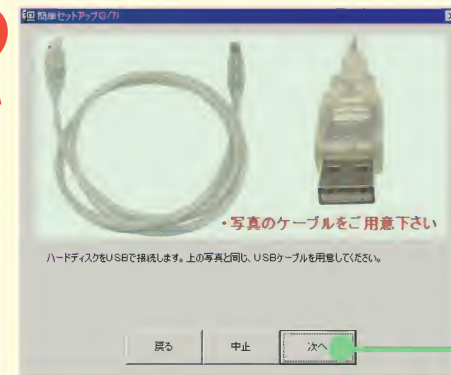 簡単セットアップ(3/7)
・写真のケーブルをご用意下さい
ハードディスクをUSBで接続します。上の写真と同じ、USBケーブルを用意してください。
戻る
中止
次へ